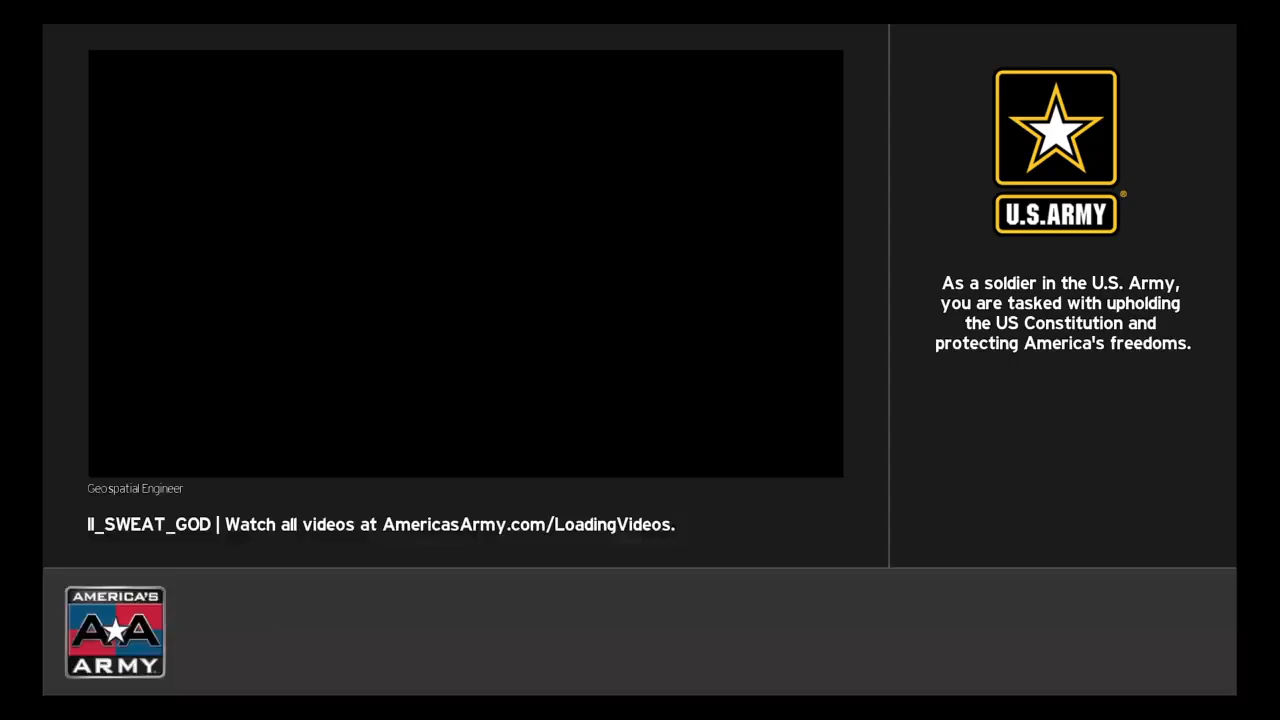 U.S.ARMY
®
As a soldier in the U.S. Army,
you are tasked with upholding
the US Constitution and
protecting America's freedoms.
Geospatial Engineer
II_SWEAT_GOD | Watch all videos at AmericasArmy.com/LoadingVideos.
AMERICA'S
AA
ARMY